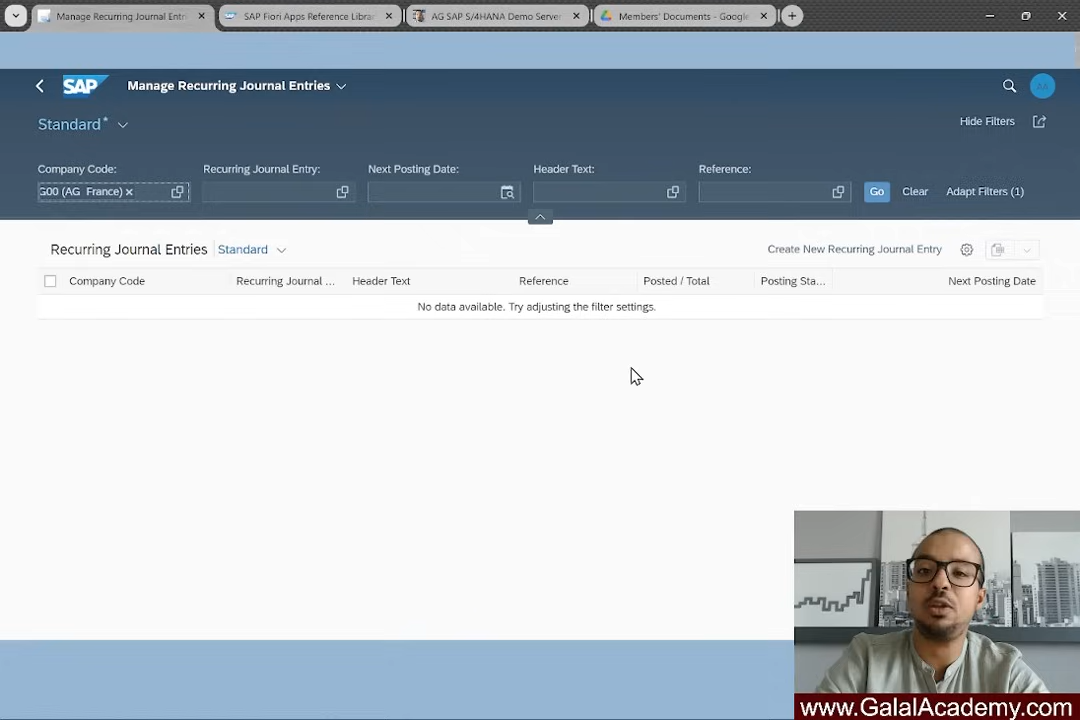 Manage Recurring Journal Entri
SAP Fiori Apps Reference Librar
AG SAP S/4HANA Demo Server
Members' Documents - Google
SAP
Manage Recurring Journal Entries
AA
Standard*
Hide Filters
Company Code:
Recurring Journal Entry:
Next Posting Date:
Header Text:
Reference:
G00 (AG France)
Go
Clear
Adapt Filters (1)
Recurring Journal Entries
Standard
Create New Recurring Journal Entry
Company Code
Recurring Journal ...
Header Text
Reference
Posted / Total
Posting Sta...
Next Posting Date
No data available. Try adjusting the filter settings.
www.GalalAcademy.com